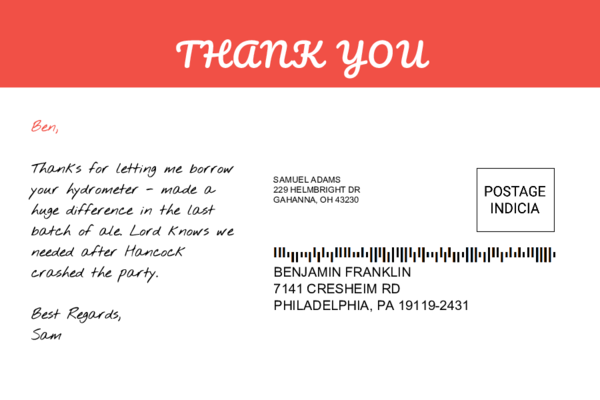 THANK YOU
Ben,
Thanks for letting me borrow
your hydrometer - made a
huge difference in the last
batch of ale. Lord knows we
needed after Hancock
crashed the party.
Best Regards,
Sam
SAMUEL ADAMS
229 HELMBRIGHT DR
GAHANNA, OH 43230
POSTAGE
INDICIA
BENJAMIN FRANKLIN
7141 CRESHEIM RD
PHILADELPHIA, PA 19119-2431